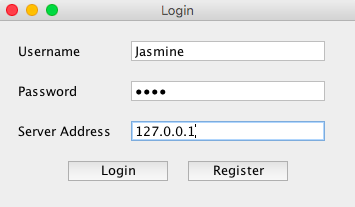 Login
Username Jasmine
Password ••••
Server Address 127.0.0.1
Login Register